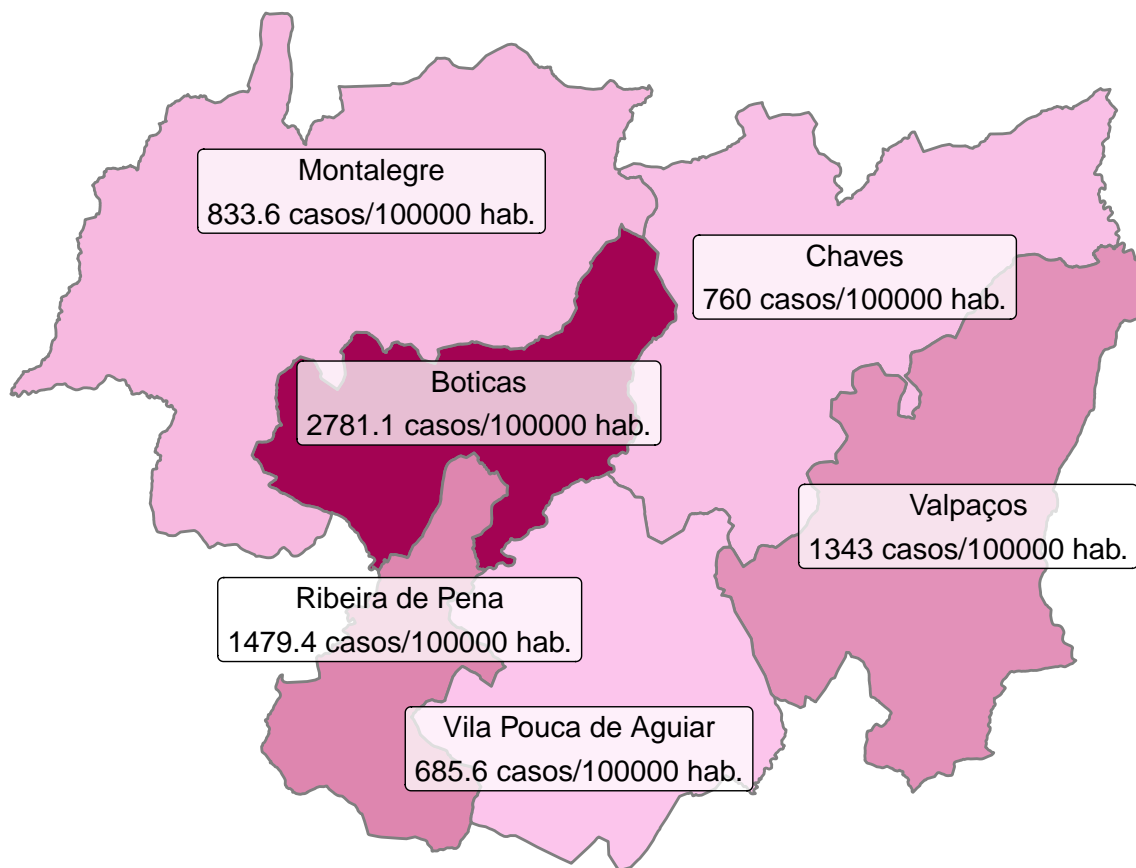 Montalegre
833.6 casos/100000 hab.
Chaves
760 casos/100000 hab.
Boticas
2781.1 casos/100000 hab.
Valpaços
1343 casos/100000 hab.
Ribeira de Pena
1479.4 casos/100000 hab.
Vila Pouca de Aguiar
685.6 casos/100000 hab.